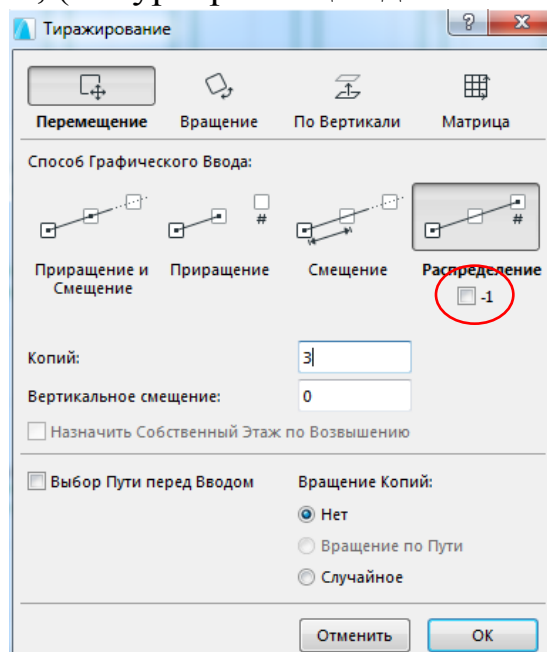 Тиражирование
Перемещение Вращение По Вертикали Матрица
Способ Графического Ввода:
# #
Приращение и Смещение Приращение Смещение Распределение
-1
Копий: 3
Вертикальное смещение: 0
Назначить Собственный Этаж по Возвышению
Выбор Пути перед Вводом Вращение Копий:
Нет
Вращение по Пути
Случайное
Отменить ОК